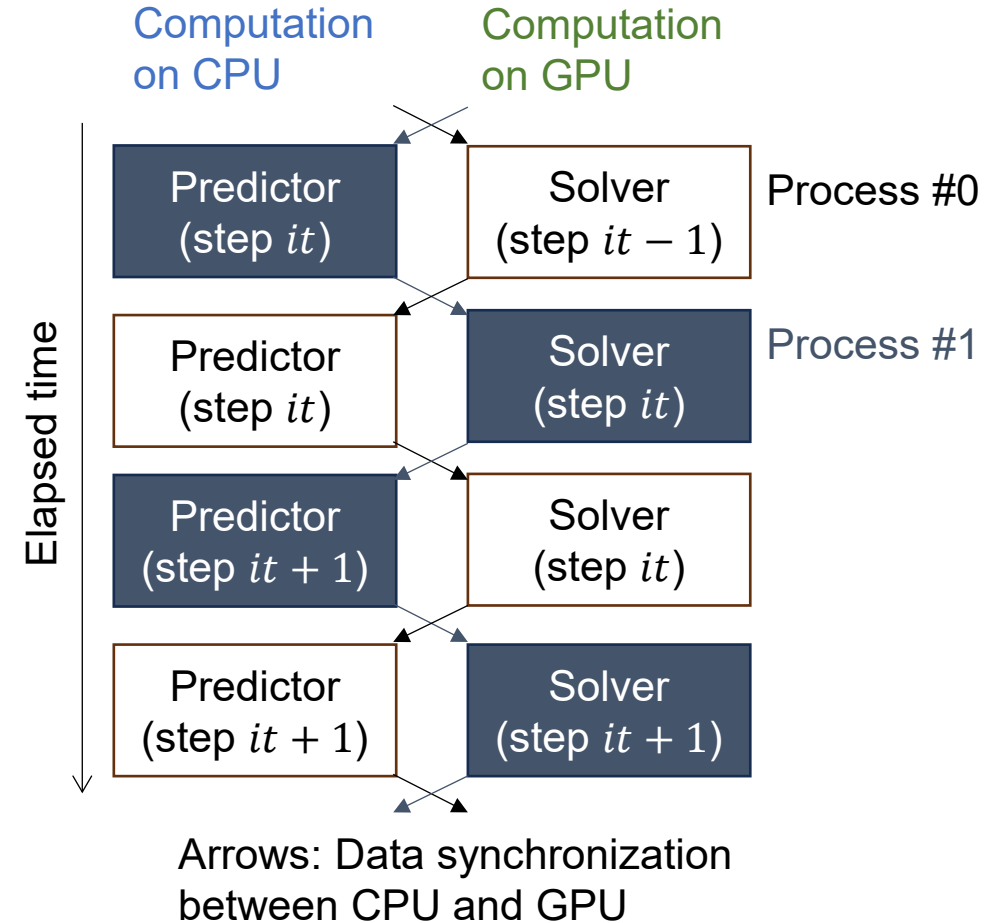 Computation
on CPU
Computation
on GPU
Elapsed time
Predictor
(step it)
Solver
(step it − 1)
Process #0
Predictor
(step it)
Solver
(step it)
Process #1
Predictor
(step it + 1)
Solver
(step it)
Predictor
(step it + 1)
Solver
(step it + 1)
Arrows: Data synchronization
between CPU and GPU